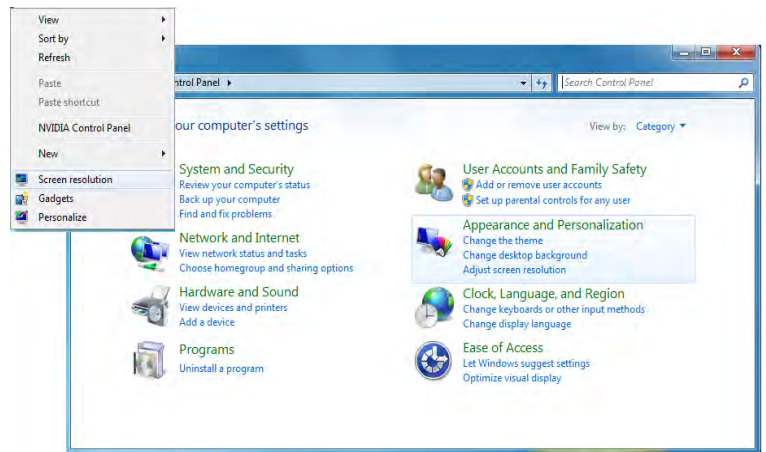 View
Sort by
Refresh
Paste
Paste shortcut
NVIDIA Control Panel
New
Screen resolution
Gadgets
Personalize
ntrol Panel
Search Control Panel
our computer's settings
View by: Category
System and Security
Review your computer's status
Back up your computer
Find and fix problems
Network and Internet
View network status and tasks
Choose homegroup and sharing options
Hardware and Sound
View devices and printers
Add a device
Programs
Uninstall a program
User Accounts and Family Safety
Add or remove user accounts
Set up parental controls for any user
Appearance and Personalization
Change the theme
Change desktop background
Adjust screen resolution
Clock, Language, and Region
Change keyboards or other input methods
Change display language
Ease of Access
Let Windows suggest settings
Optimize visual display